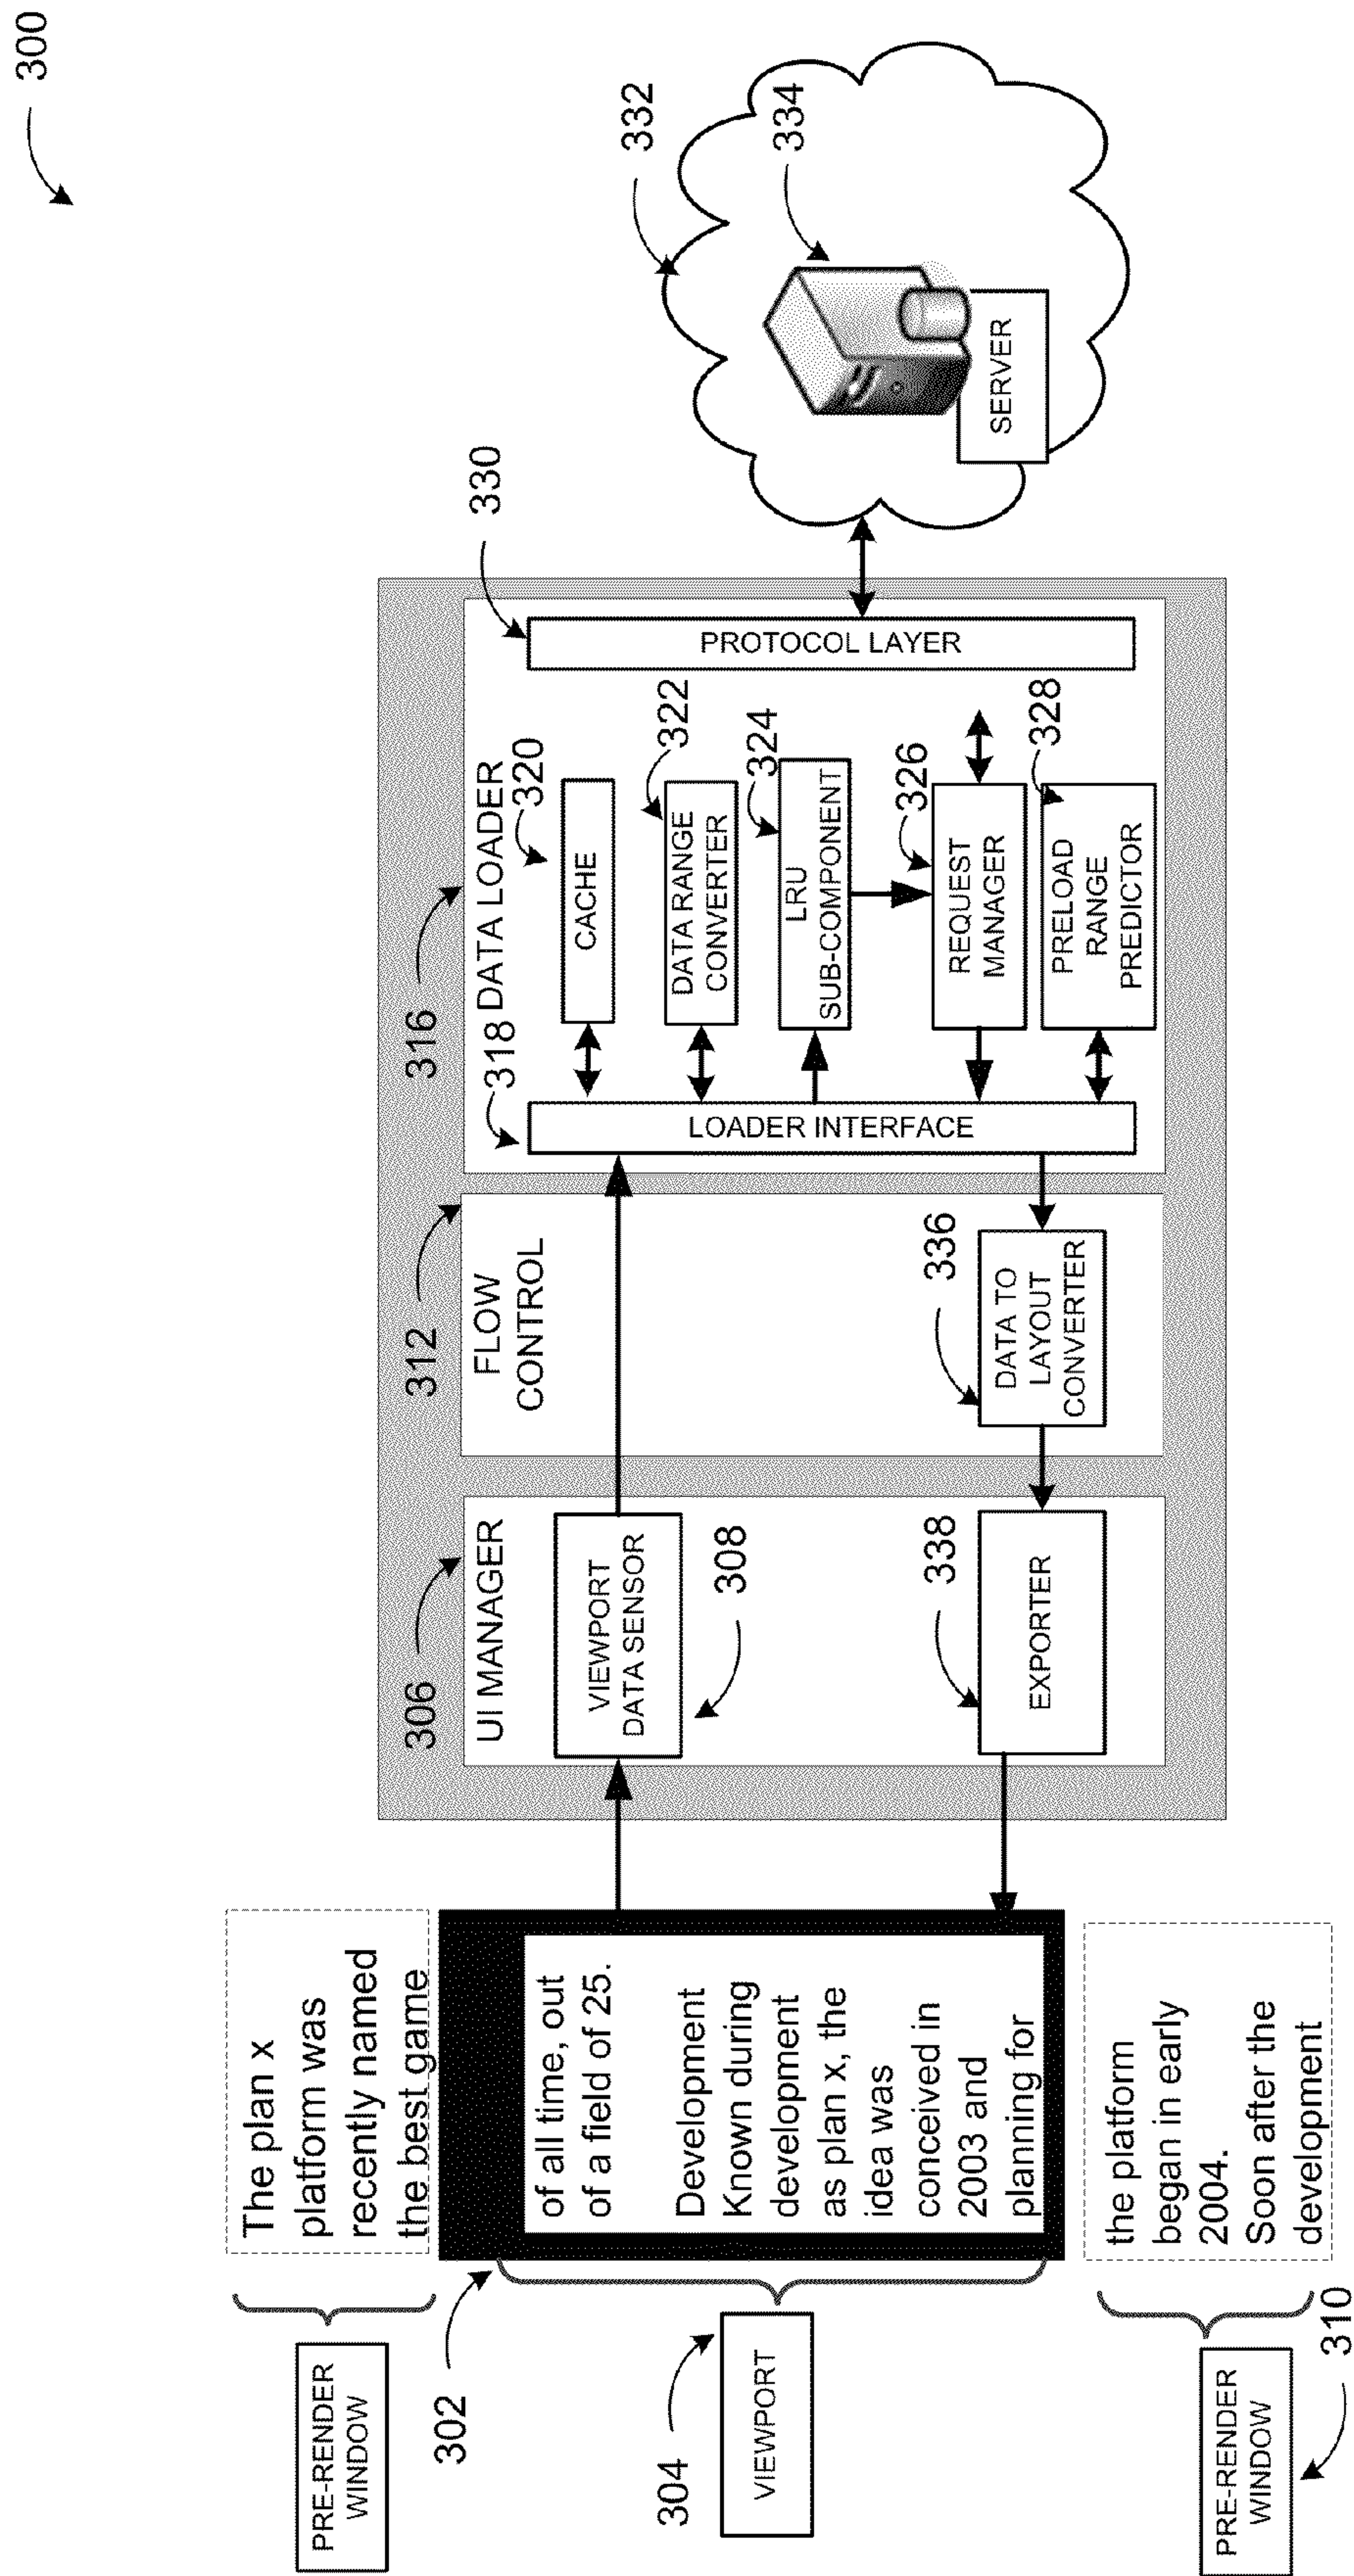 300
PRE-RENDER
WINDOW
The plan x
platform was
recently named
the best game
302
304
VIEWPORT
of all time, out
of a field of 25.
Development
Known during
development
as plan x, the
idea was
conceived in
2003 and
planning for
PRE-RENDER
WINDOW
310
the platform
began in early
2004.
Soon after the
development
306
UI MANAGER
VIEWPORT
DATA SENSOR
308
338
EXPORTER
312
FLOW
CONTROL
336
DATA TO
LAYOUT
CONVERTER
316
DATA LOADER
318
LOADER INTERFACE
320
CACHE
322
DATA RANGE
CONVERTER
324
LRU
SUB-COMPONENT
326
REQUEST
MANAGER
328
PRELOAD
RANGE
PREDICTOR
330
PROTOCOL LAYER
332
334
SERVER